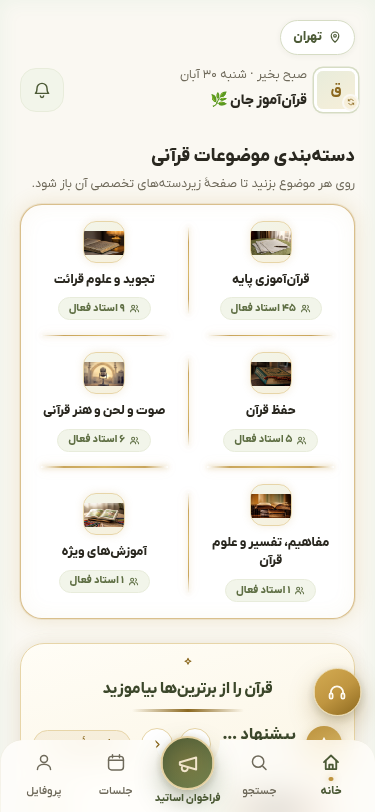 تهران
صبح بخیر · شنبه ۳۰ آبان
قرآن‌آموز جان 🌿
ق
دسته‌بندی موضوعات قرآنی
روی هر موضوع بزنید تا صفحهٔ زیردسته‌های تخصصی آن باز شود.
قرآن‌آموزی پایه
۴۵ استاد فعال
تجوید و علوم قرائت
۹ استاد فعال
حفظ قرآن
۵ استاد فعال
صوت و لحن و هنر قرآنی
۶ استاد فعال
مفاهیم، تفسیر و علوم
قرآن
۱ استاد فعال
آموزش‌های ویژه
۱ استاد فعال
قرآن را از برترین‌ها بیاموزید
پیشنهاد ...
خانه
جستجو
فراخوان اساتید
جلسات
پروفایل